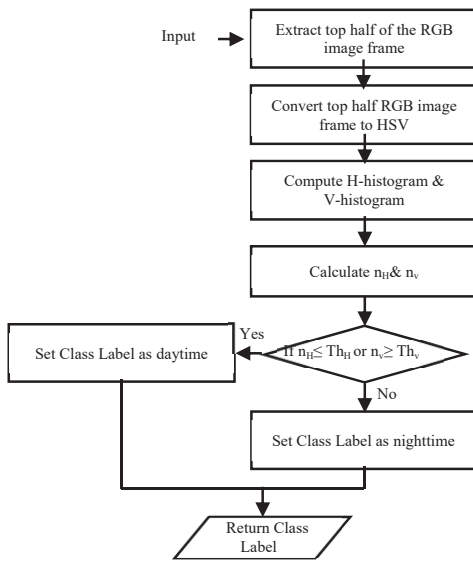 Input
Extract top half of the RGB
image frame
Convert top half RGB image
frame to HSV
Compute H-histogram &
V-histogram
Calculate nH& nv
If nH≤ ThH or nv≥ Thv
Yes
Set Class Label as daytime
No
Set Class Label as nighttime
Return Class
Label